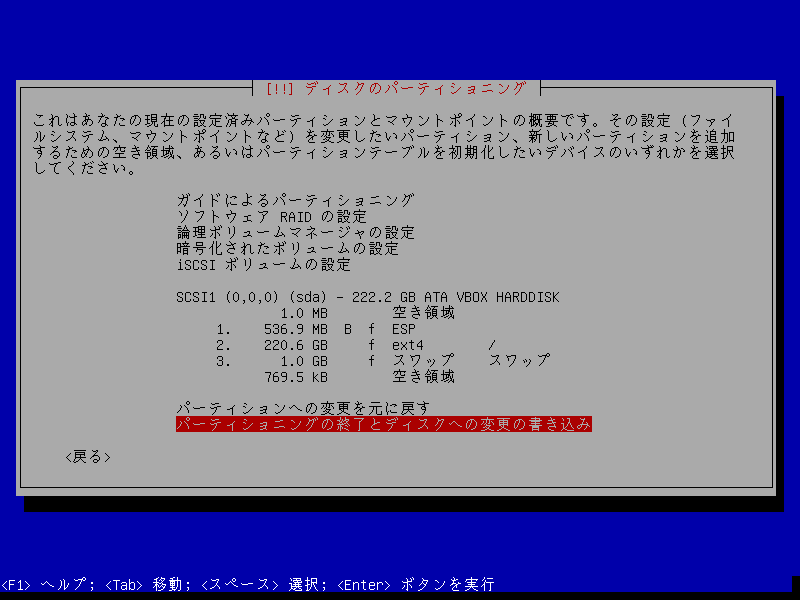 [!!] ディスクのパーティショニング
これはあなたの現在の設定済みパーティションとマウントポイントの概要です。その設定 (ファイ
ルシステム、マウントポイントなど) を変更したいパーティション、新しいパーティションを追加
するための空き領域、あるいはパーティションテーブルを初期化したいデバイスのいずれかを選択
してください。
ガイドによるパーティショニング
ソフトウェア RAID の設定
論理ボリュームマネージャの設定
暗号化されたボリュームの設定
iSCSI ボリュームの設定
SCSI1 (0,0,0) (sda) - 222.2 GB ATA VBOX HARDDISK
1.0 MB 空き領域
1. 536.9 MB B f ESP
2. 220.6 GB f ext4 /
3. 1.0 GB f スワップ スワップ
769.5 kB 空き領域
パーティションへの変更を元に戻す
パーティショニングの終了とディスクへの変更の書き込み
<戻る>
<F1> ヘルプ; <Tab> 移動; <スペース> 選択; <Enter> ボタンを実行